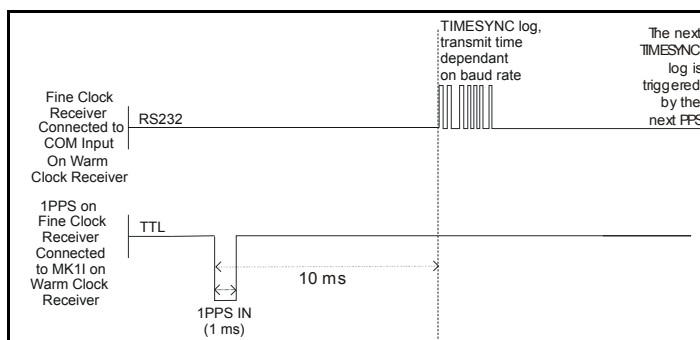 TIMESYNC log,
transmit time
dependant
on baud rate
The next
TIMESYNC
log is
triggered
by the
next PPS
Fine Clock
Receiver
Connected to
COM Input
On Warm
Clock Receiver
RS232
1PPS on
Fine Clock
Receiver
Connected
to MK1I on
Warm Clock
Receiver
TTL
10 ms
1PPS IN
(1 ms)